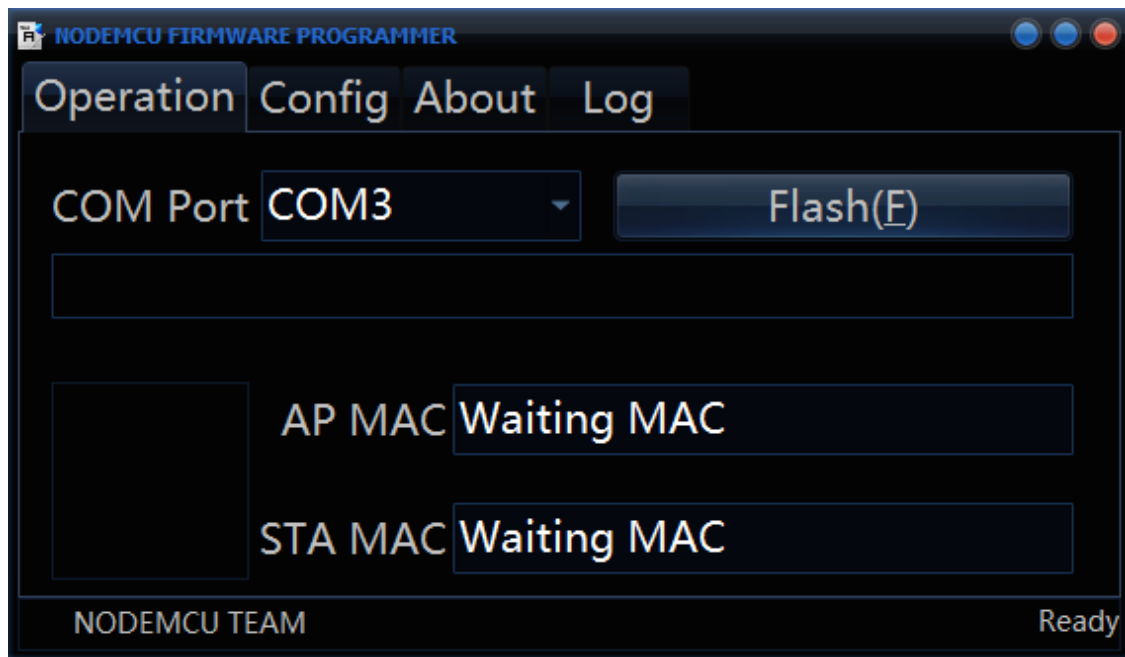 NODEMCU FIRMWARE PROGRAMMER
Operation Config About Log
COM Port COM3 Flash(F)
AP MAC Waiting MAC
STA MAC Waiting MAC
NODEMCU TEAM Ready